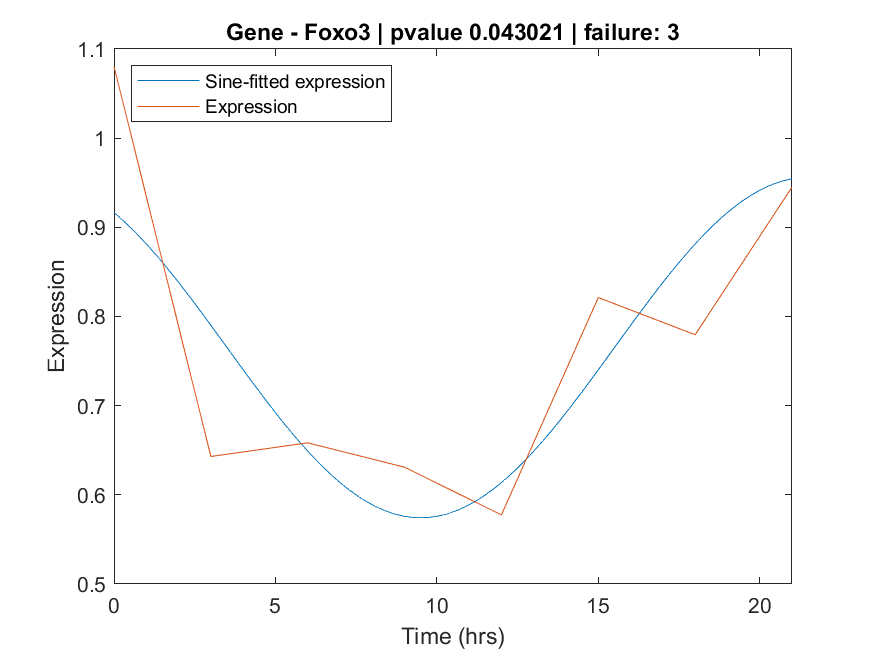 Gene - Foxo3 | pvalue 0.043021 | failure: 3
Sine-fitted expression
Expression
1.1
1
0.9
0.8
0.7
0.6
0.5
Expression
0
5
10
15
20
Time (hrs)